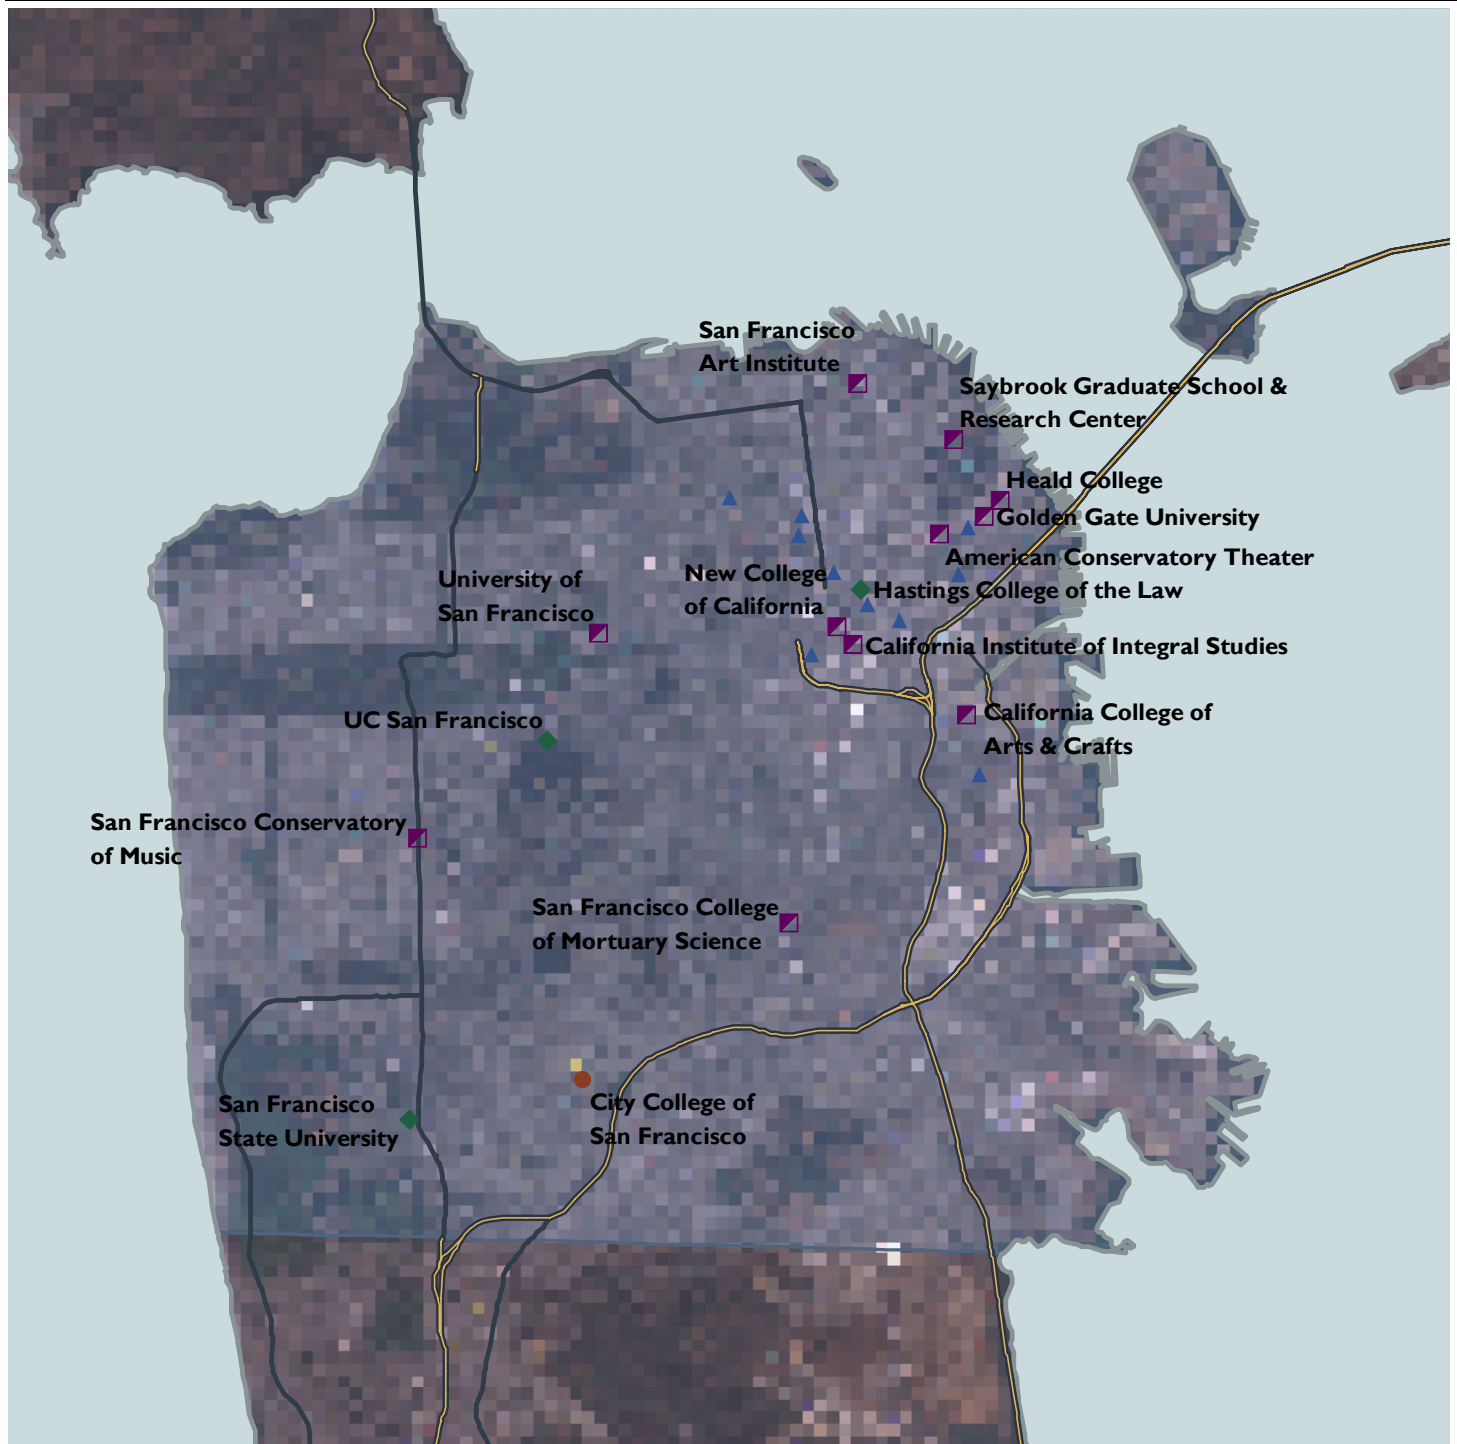 San Francisco
Art Institute
Saybrook Graduate School &
Research Center
Heald College
Golden Gate University
American Conservatory Theater
New College
of California
Hastings College of the Law
University of
San Francisco
California Institute of Integral Studies
UC San Francisco
California College of
Arts & Crafts
San Francisco Conservatory
of Music
San Francisco College
of Mortuary Science
San Francisco
State University
City College of
San Francisco